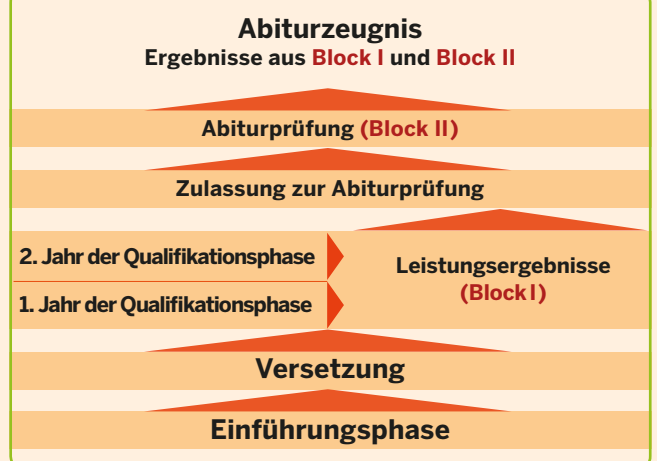 Abiturzeugnis
Ergebnisse aus Block I und Block II
Abiturprüfung (Block II)
Zulassung zur Abiturprüfung
2. Jahr der Qualifikationsphase
1. Jahr der Qualifikationsphase
Leistungsergebnisse
(Block I)
Versetzung
Einführungsphase